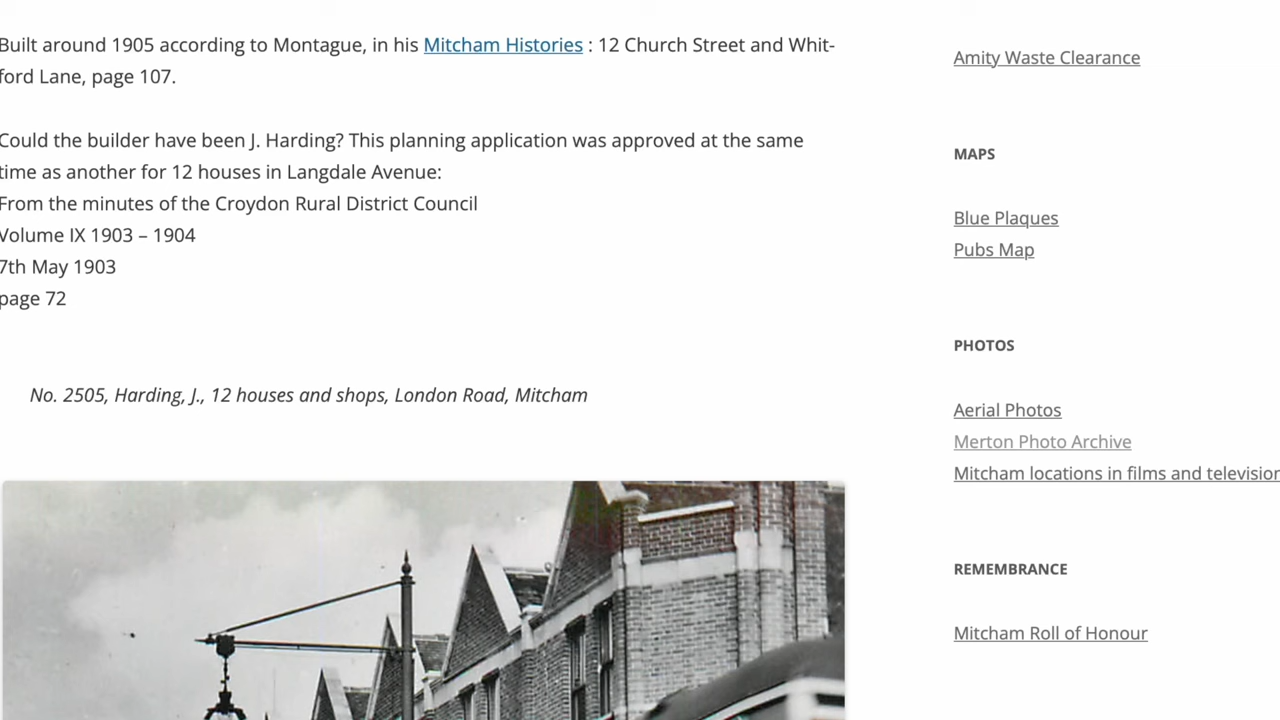 Built around 1905 according to Montague, in his Mitcham Histories : 12 Church Street and Whit-
ford Lane, page 107.
Could the builder have been J. Harding? This planning application was approved at the same
time as another for 12 houses in Langdale Avenue:
From the minutes of the Croydon Rural District Council
Volume IX 1903 – 1904
7th May 1903
page 72
No. 2505, Harding, J., 12 houses and shops, London Road, Mitcham
Amity Waste Clearance
MAPS
Blue Plaques
Pubs Map
PHOTOS
Aerial Photos
Merton Photo Archive
Mitcham locations in films and television
REMEMBRANCE
Mitcham Roll of Honour